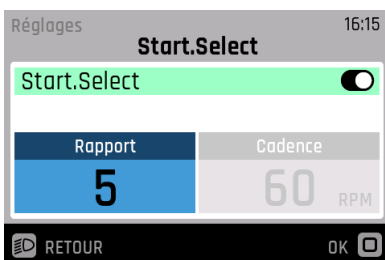 Réglages 16:15
Start.Select
Start.Select
Rapport Cadence
5 60 RPM
RETOUR OK